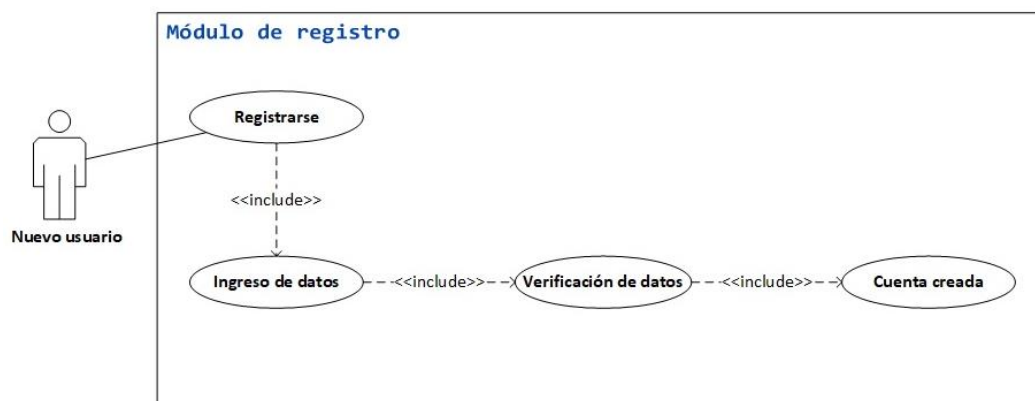 Módulo de registro
Registrarse
<<include>>
Nuevo usuario
Ingreso de datos
<<include>>
Verificación de datos
<<include>>
Cuenta creada